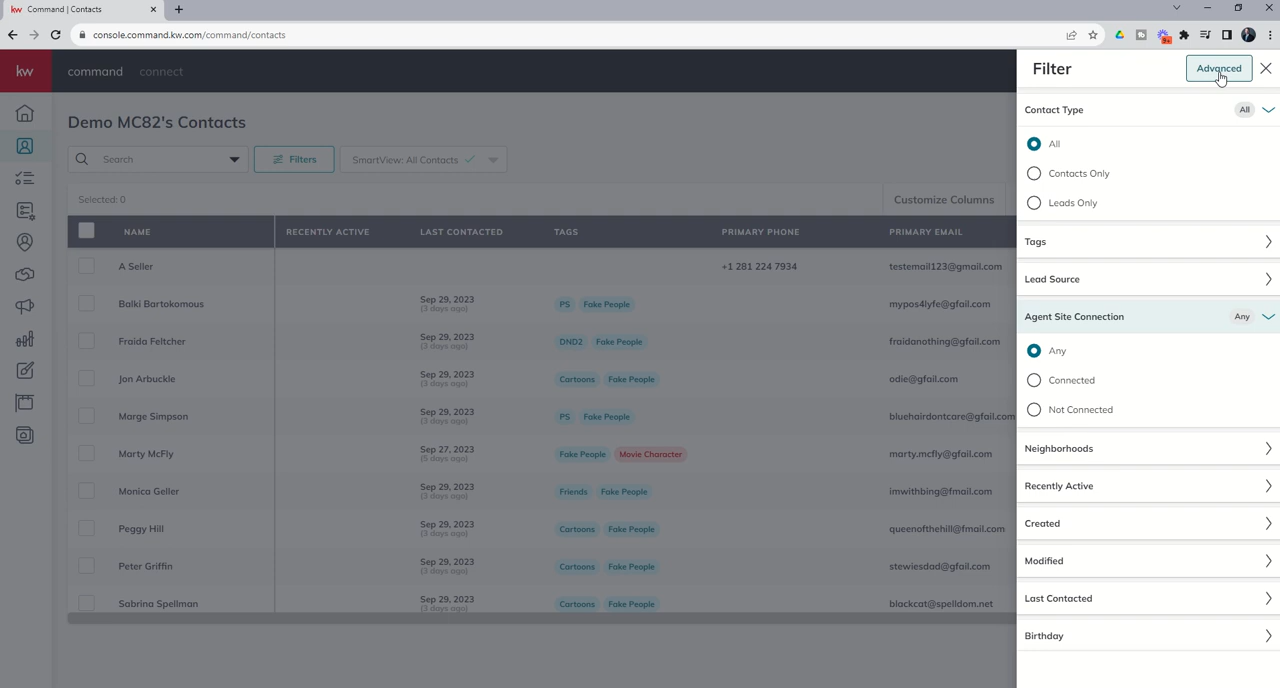 kw Command | Contacts
console.command.kw.com/command/contacts
9+
kw command connect
Demo MC82's Contacts
Search
Filters
SmartView: All Contacts
Selected: 0
Customize Columns
NAME RECENTLY ACTIVE LAST CONTACTED TAGS PRIMARY PHONE PRIMARY EMAIL
A Seller +1 281 224 7934 testemail123@gmail.com
Balki Bartokomous Sep 29, 2023 (3 days ago) PS Fake People mypos4lyfe@gfail.com
Fraida Feltcher Sep 29, 2023 (3 days ago) DND2 Fake People fraidanothing@gfail.com
Jon Arbuckle Sep 29, 2023 (3 days ago) Cartoons Fake People odie@gfail.com
Marge Simpson Sep 29, 2023 (3 days ago) PS Fake People bluehairdontcare@gfail.com
Marty McFly Sep 27, 2023 (5 days ago) Fake People Movie Character marty.mcfly@gfail.com
Monica Geller Sep 29, 2023 (3 days ago) Friends Fake People imwithbing@fmail.com
Peggy Hill Sep 29, 2023 (3 days ago) Cartoons Fake People queenofthehill@fmail.com
Peter Griffin Sep 29, 2023 (3 days ago) Cartoons Fake People stewiesdad@gfail.com
Sabrina Spellman Sep 29, 2023 (3 days ago) Cartoons Fake People blackcat@spelldom.net
Filter
Advanced
Contact Type All
All
Contacts Only
Leads Only
Tags
Lead Source
Agent Site Connection Any
Any
Connected
Not Connected
Neighborhoods
Recently Active
Created
Modified
Last Contacted
Birthday